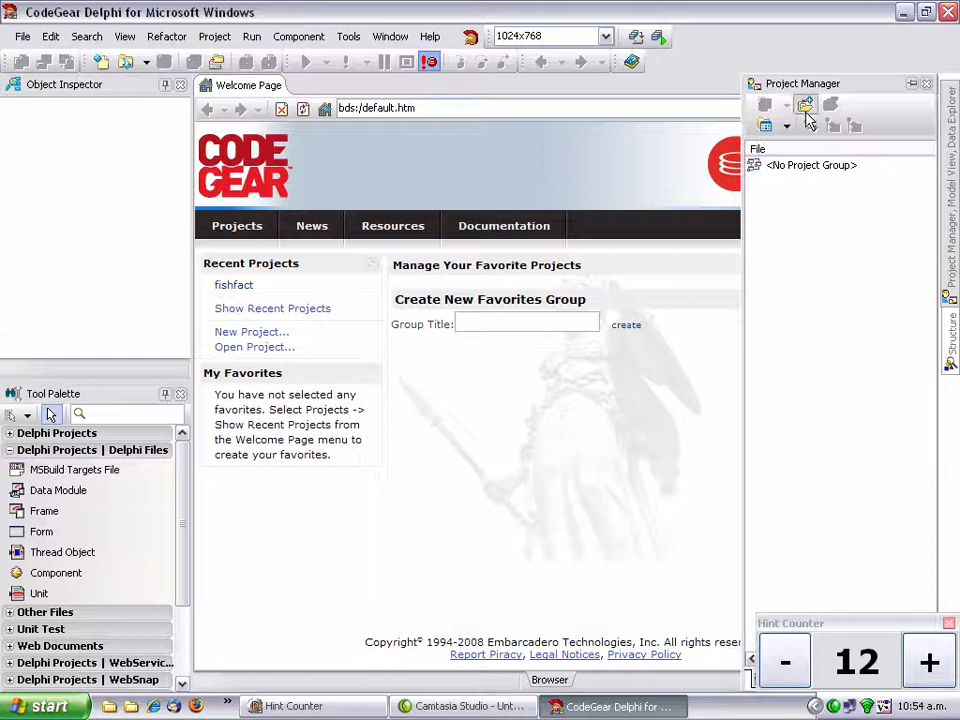 CodeGear Delphi for Microsoft Windows
File Edit Search View Refactor Project Run Component Tools Window Help
1024x768
Object Inspector
Welcome Page
Project Manager
bds:/default.htm
CODE
GEAR
File
<No Project Group>
Projects News Resources Documentation
Recent Projects
fishfact
Show Recent Projects
New Project...
Open Project...
My Favorites
You have not selected any
favorites. Select Projects ->
Show Recent Projects from
the Welcome Page menu to
create your favorites.
Manage Your Favorite Projects
Create New Favorites Group
Group Title: create
Project Manager, Model View, Data Explorer
Structure
Tool Palette
Delphi Projects
Delphi Projects | Delphi Files
MSBuild Targets File
Data Module
Frame
Form
Thread Object
Component
Unit
Other Files
Unit Test
Web Documents
Delphi Projects | WebServic...
Delphi Projects | WebSnap
Copyright© 1994-2008 Embarcadero Technologies, Inc. All rights
Report Piracy, Legal Notices, Privacy Policy
Browser
Hint Counter
- 12 +
start
Hint Counter
Camtasia Studio - Unt...
CodeGear Delphi for ...
10:54 a.m.